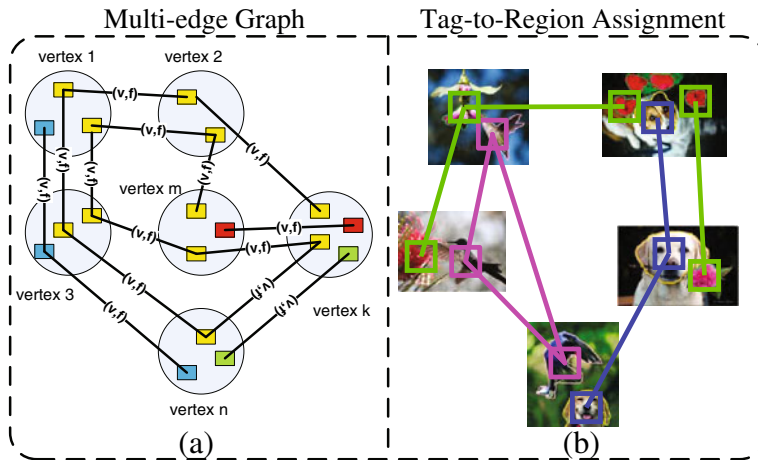 Multi-edge Graph
Tag-to-Region Assignment
vertex 1
vertex 2
(v,f)
(v,f)
(v,f)
(v,f)
(v,f)
(v,f)
(v,f)
vertex m
(v,f)
(v,f)
(v,f)
vertex 3
vertex k
(v,f)
(v,f)
(v,f)
vertex n
(a)
(b)